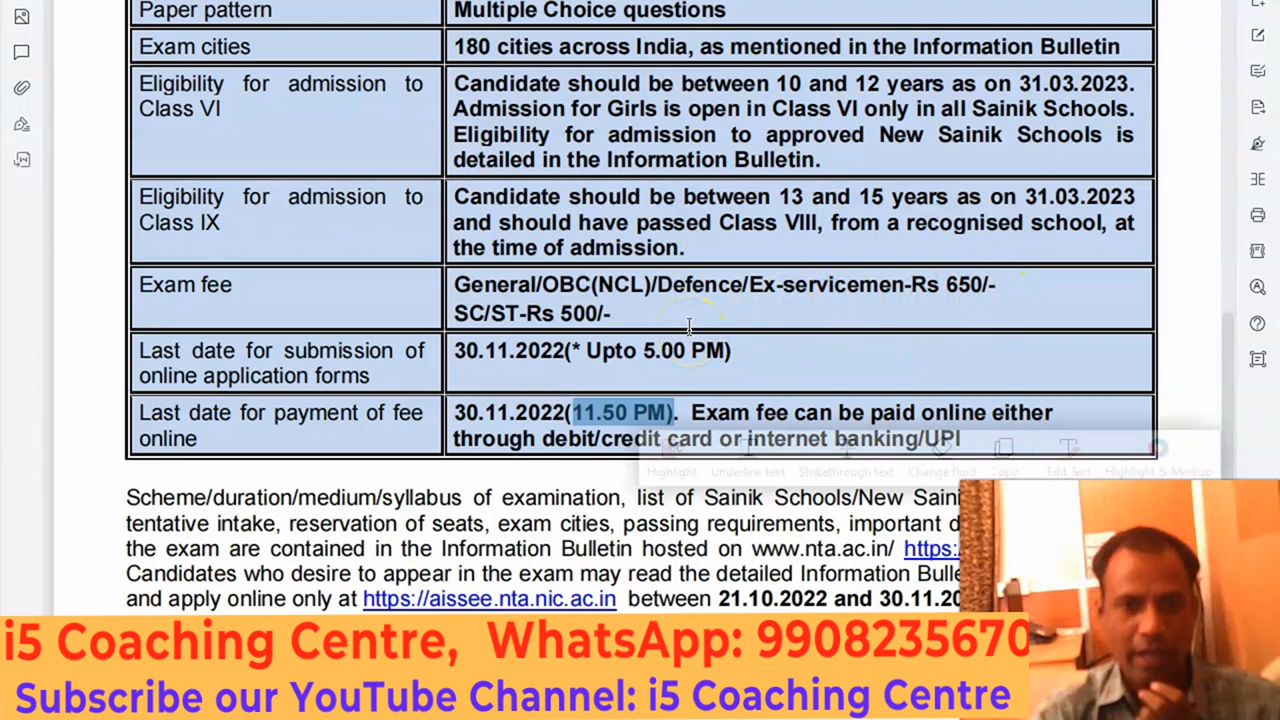 Paper pattern
Multiple Choice questions
Exam cities
180 cities across India, as mentioned in the Information Bulletin
Eligibility for admission to
Class VI
Candidate should be between 10 and 12 years as on 31.03.2023.
Admission for Girls is open in Class VI only in all Sainik Schools.
Eligibility for admission to approved New Sainik Schools is
detailed in the Information Bulletin.
Eligibility for admission to
Class IX
Candidate should be between 13 and 15 years as on 31.03.2023
and should have passed Class VIII, from a recognised school, at
the time of admission.
Exam fee
General/OBC(NCL)/Defence/Ex-servicemen-Rs 650/-
SC/ST-Rs 500/-
Last date for submission of
online application forms
30.11.2022(* Upto 5.00 PM)
Last date for payment of fee
online
30.11.2022(11.50 PM). Exam fee can be paid online either
through debit/credit card or internet banking/UPI
Highlight Underline text Strikethrough text Change Copy Edit Text Highlight & Markup
Scheme/duration/medium/syllabus of examination, list of Sainik Schools/New Saini
tentative intake, reservation of seats, exam cities, passing requirements, important d
the exam are contained in the Information Bulletin hosted on www.nta.ac.in/ https:/
Candidates who desire to appear in the exam may read the detailed Information Bulle
and apply online only at https://aissee.nta.nic.ac.in between 21.10.2022 and 30.11.20
i5 Coaching Centre, WhatsApp: 9908235670
Subscribe our YouTube Channel: i5 Coaching Centre